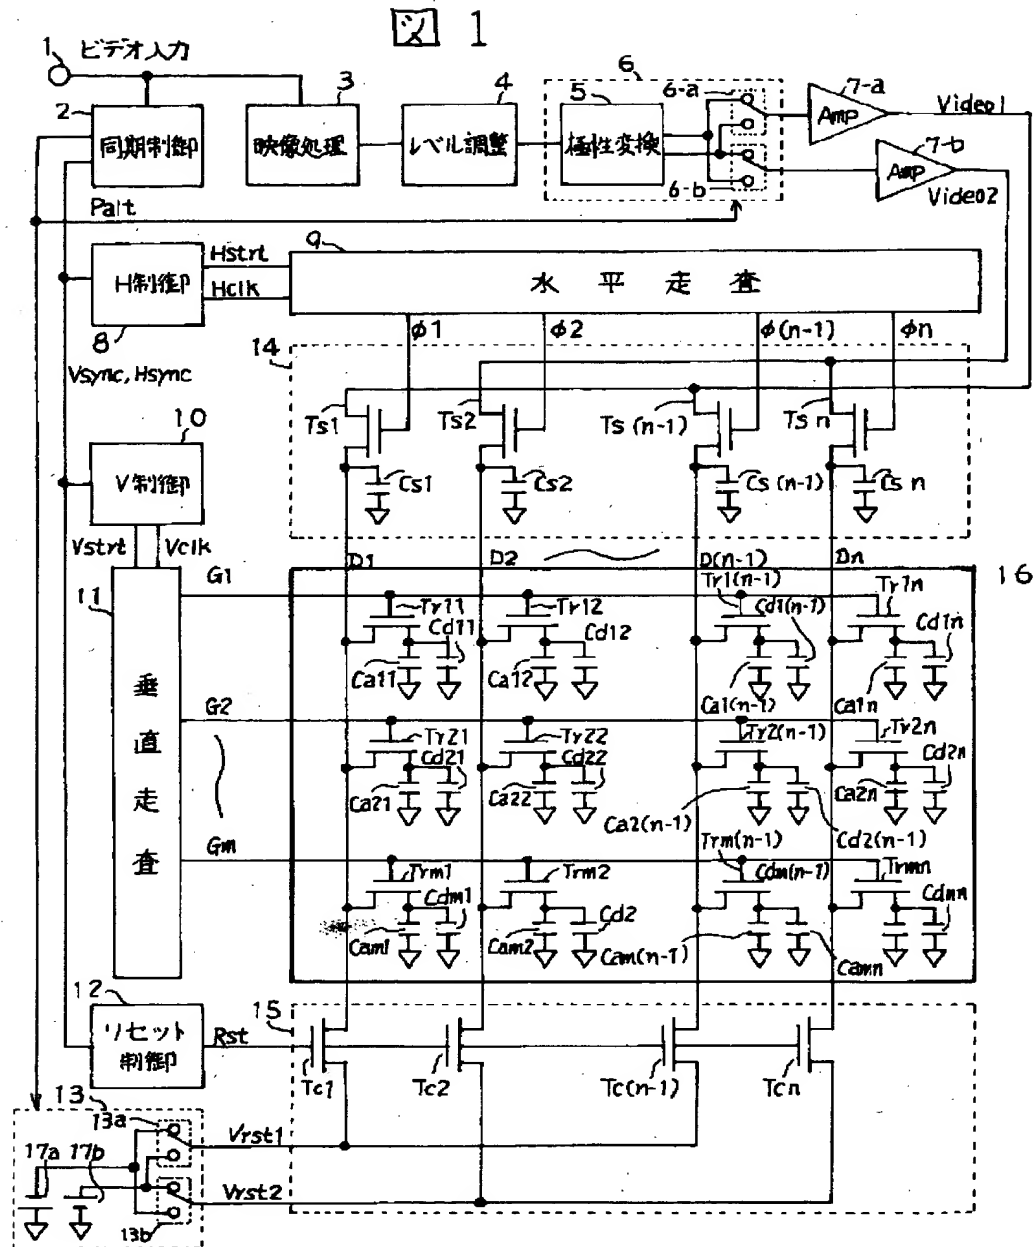 図 1
1 ビデオ入力
2
同期制御
3
映像処理
4
レベル調整
5
極性変換
6
6-a
6-b
7-a
Amp
Video1
7-b
Amp
Video2
Palt
H制御
8
Hstrt
Hclk
9
水平走査
φ1
φ2
φ(n-1)
φn
14
Vsync, Hsync
Ts1
Ts2
Ts(n-1)
Ts n
Cs1
Cs2
Cs(n-1)
Cs n
10
V制御
Vstrt
Vclk
D1
D2
D(n-1)
Dn
16
11
垂直走査
G1
Tr11
Cd11
Ca11
Tr12
Cd12
Ca12
Tr1(n-1)
Cd1(n-1)
Ca1(n-1)
Tr1n
Cd1n
Ca1n
G2
Tr21
Cd21
Ca21
Tr22
Cd22
Ca22
Tr2(n-1)
Ca2(n-1)
Cd2(n-1)
Tr2n
Cd2n
Ca2n
Gm
Trm1
Cdm1
Cam1
Trm2
Cd2
Cam2
Trm(n-1)
Cdm(n-1)
Cam(n-1)
Trmn
Cdmn
Camn
12
リセット
制御
Rst
15
Tc1
Tc2
Tc(n-1)
Tcn
13
13a
17a 17b
13b
Vrst1
Vrst2